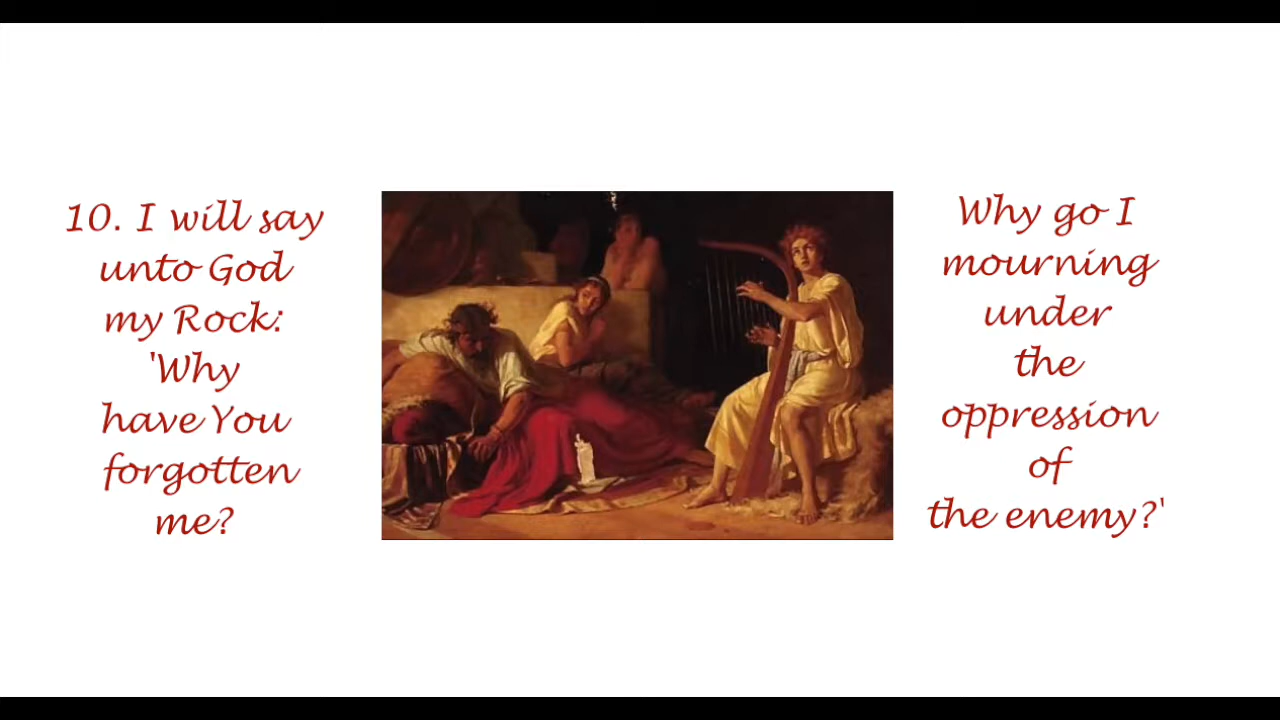 10. I will say
unto God
my Rock:
'Why
have You
forgotten
me?
Why go I
mourning
under
the
oppression
of
the enemy?'